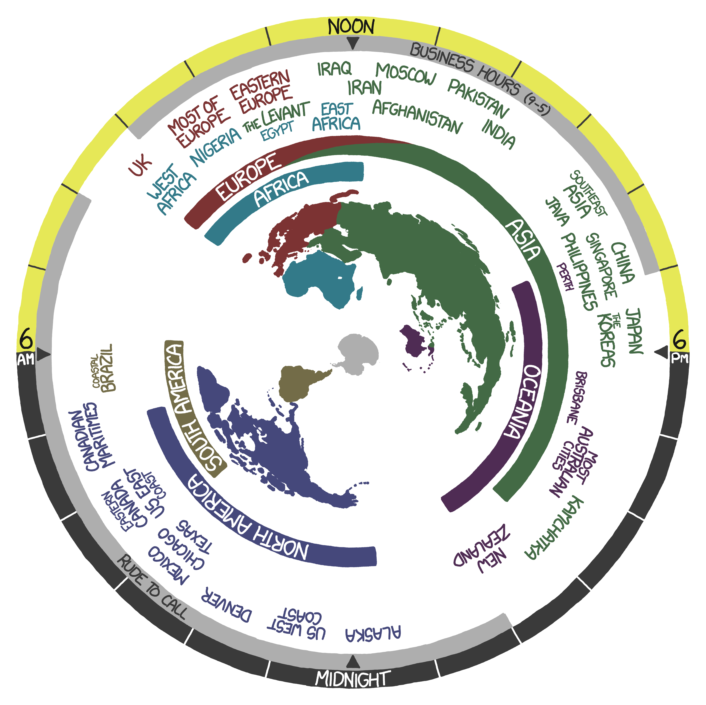 NOON
BUSINESS HOURS (9-5)
UK
MOST OF
EUROPE
EASTERN
EUROPE
IRAQ
IRAN
MOSCOW
PAKISTAN
WEST
AFRICA
NIGERIA
THE LEVANT
EGYPT
EAST
AFRICA
AFGHANISTAN
INDIA
EUROPE
AFRICA
ASIA
SOUTHEAST
ASIA
JAVA
PHILIPPINES
SINGAPORE
CHINA
PERTH
THE
KOREAS
JAPAN
6
AM
6
PM
OCEANIA
BRISBANE
MOST
AUSTRALIAN
CITIES
KAMCHATKA
NEW
ZEALAND
COASTAL
BRAZIL
SOUTH AMERICA
CANADIAN
MARITIMES
EASTERN
CANADA
US EAST
COAST
NORTH AMERICA
MEXICO
CHICAGO
TEXAS
DENVER
US WEST
COAST
ALASKA
RUDE TO CALL
MIDNIGHT